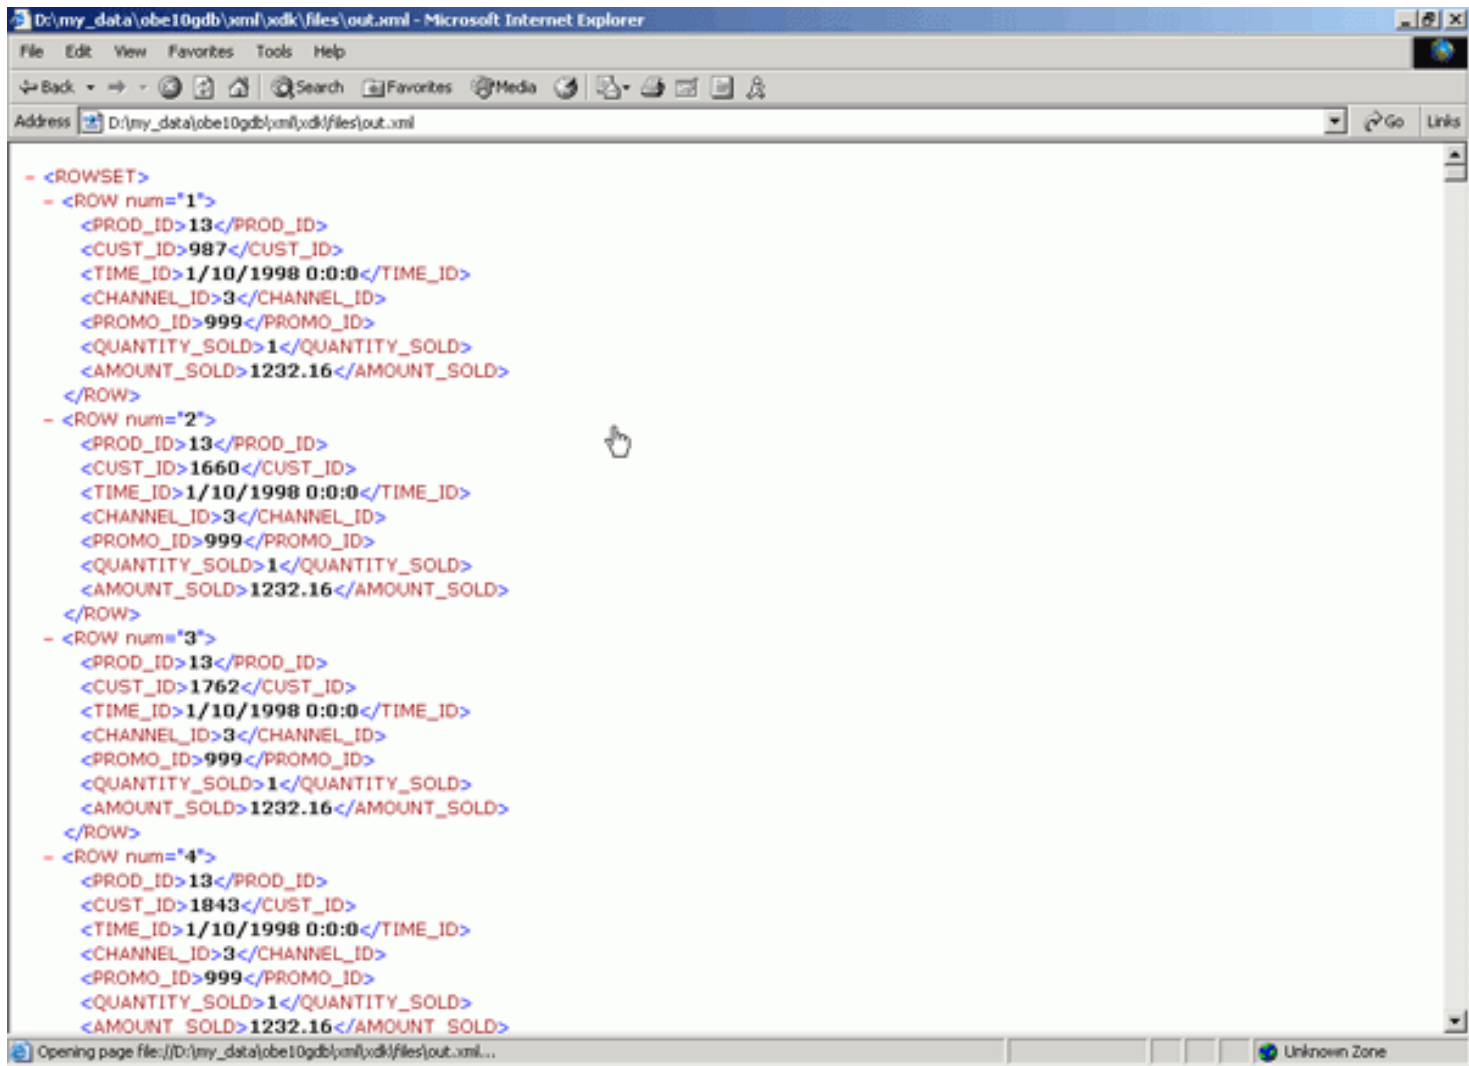 D:\my_data\obe10gdb\xml\xdk\files\out.xml - Microsoft Internet Explorer
File Edit View Favorites Tools Help
Back Search Favorites Media
Address D:\my_data\obe10gdb\xml\xdk\files\out.xml Go Links
- <ROWSET>
- <ROW num="1">
<PROD_ID>13</PROD_ID>
<CUST_ID>987</CUST_ID>
<TIME_ID>1/10/1998 0:0:0</TIME_ID>
<CHANNEL_ID>3</CHANNEL_ID>
<PROMO_ID>999</PROMO_ID>
<QUANTITY_SOLD>1</QUANTITY_SOLD>
<AMOUNT_SOLD>1232.16</AMOUNT_SOLD>
</ROW>
- <ROW num="2">
<PROD_ID>13</PROD_ID>
<CUST_ID>1660</CUST_ID>
<TIME_ID>1/10/1998 0:0:0</TIME_ID>
<CHANNEL_ID>3</CHANNEL_ID>
<PROMO_ID>999</PROMO_ID>
<QUANTITY_SOLD>1</QUANTITY_SOLD>
<AMOUNT_SOLD>1232.16</AMOUNT_SOLD>
</ROW>
- <ROW num="3">
<PROD_ID>13</PROD_ID>
<CUST_ID>1762</CUST_ID>
<TIME_ID>1/10/1998 0:0:0</TIME_ID>
<CHANNEL_ID>3</CHANNEL_ID>
<PROMO_ID>999</PROMO_ID>
<QUANTITY_SOLD>1</QUANTITY_SOLD>
<AMOUNT_SOLD>1232.16</AMOUNT_SOLD>
</ROW>
- <ROW num="4">
<PROD_ID>13</PROD_ID>
<CUST_ID>1843</CUST_ID>
<TIME_ID>1/10/1998 0:0:0</TIME_ID>
<CHANNEL_ID>3</CHANNEL_ID>
<PROMO_ID>999</PROMO_ID>
<QUANTITY_SOLD>1</QUANTITY_SOLD>
<AMOUNT_SOLD>1232.16</AMOUNT_SOLD>
Opening page file://D:\my_data\obe10gdb\xml\xdk\files\out.xml... Unknown Zone